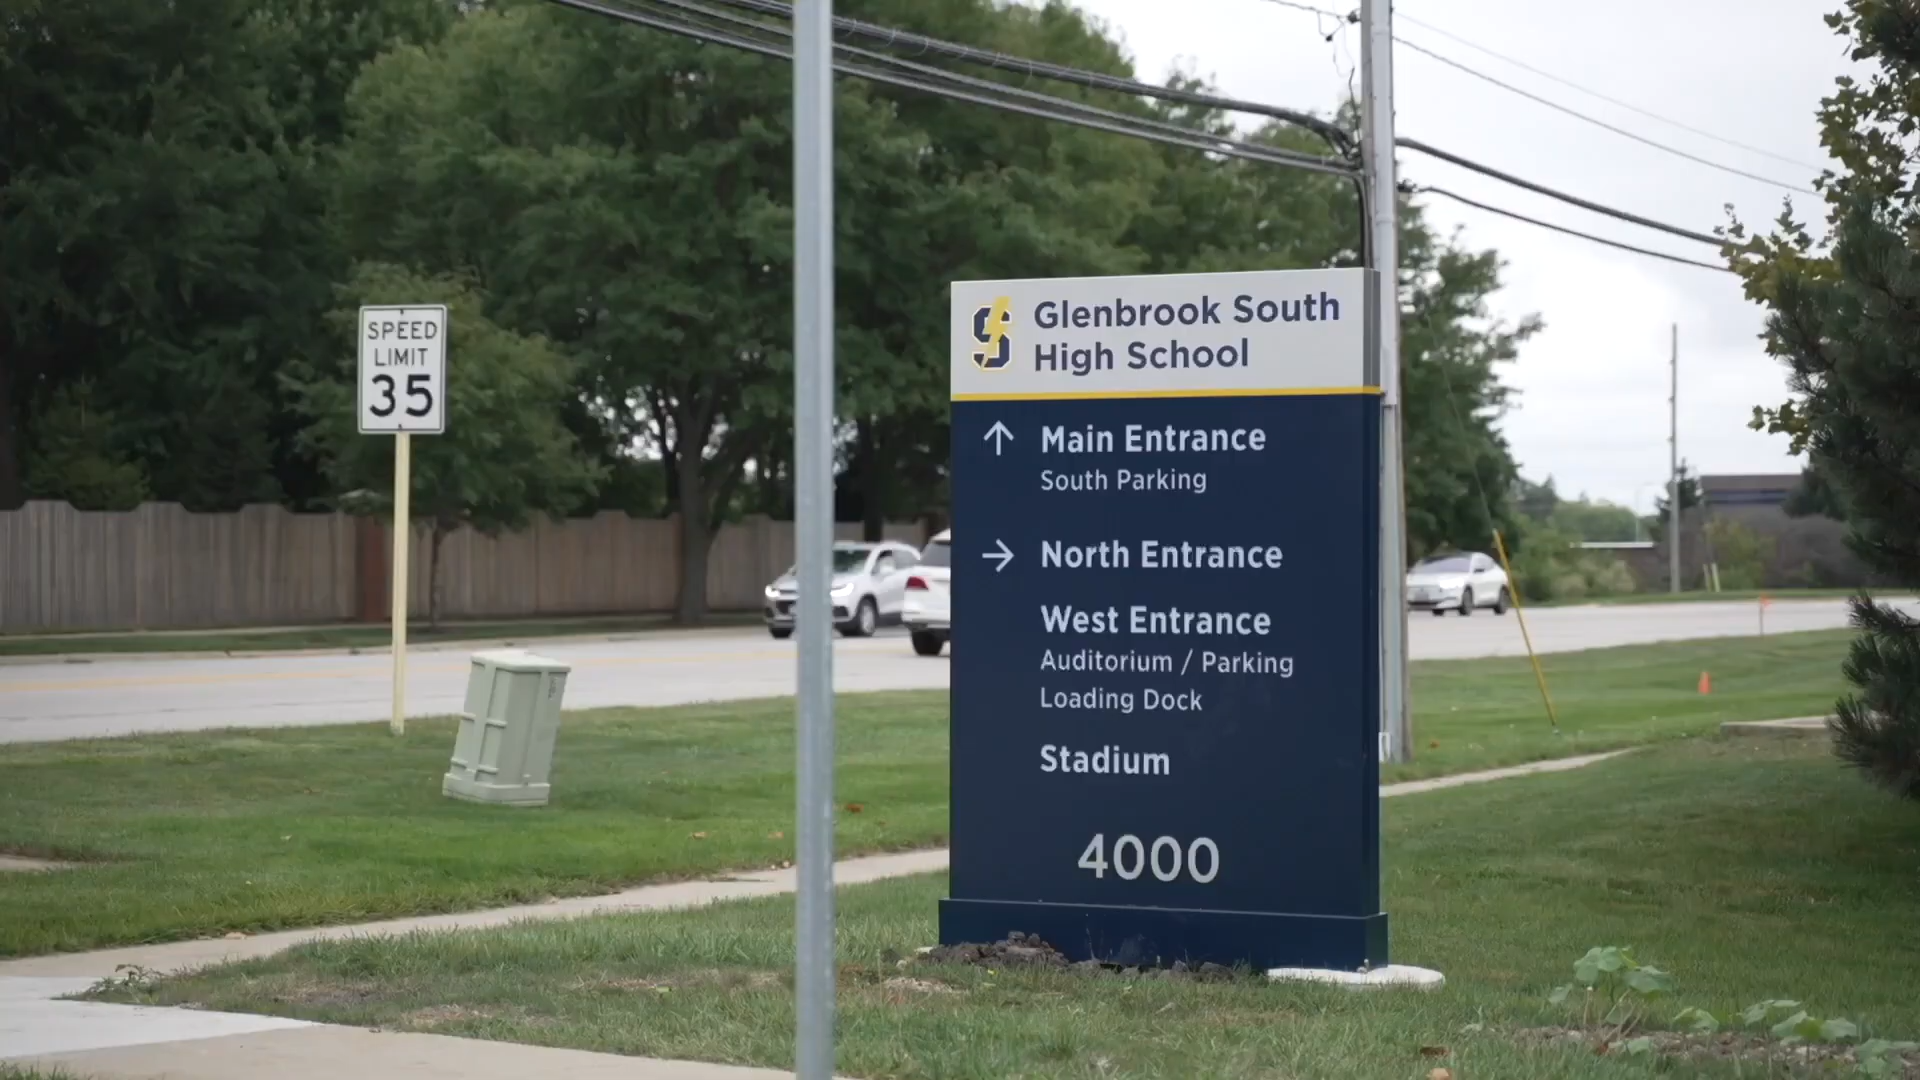 SPEED
LIMIT
35
Glenbrook South
High School
↑ Main Entrance
South Parking
→ North Entrance
West Entrance
Auditorium / Parking
Loading Dock
Stadium
4000